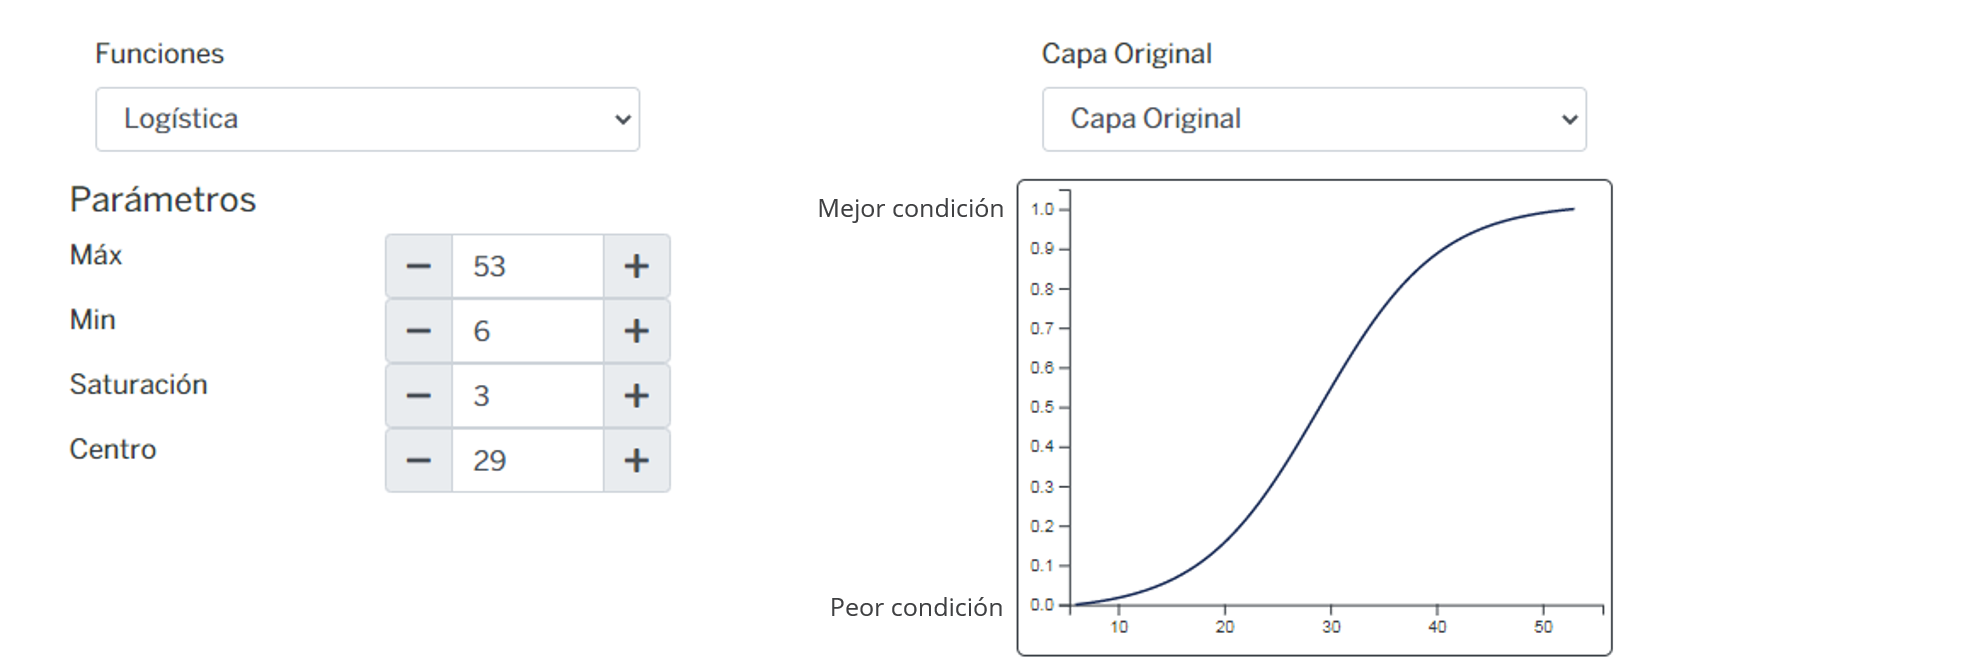 Funciones
Logística
Parámetros
Máx
53
Min
6
Saturación
3
Centro
29
Capa Original
Capa Original
Mejor condición
Peor condición
1.0
0.9
0.8
0.7
0.6
0.5
0.4
0.3
0.2
0.1
0.0
10 20 30 40 50